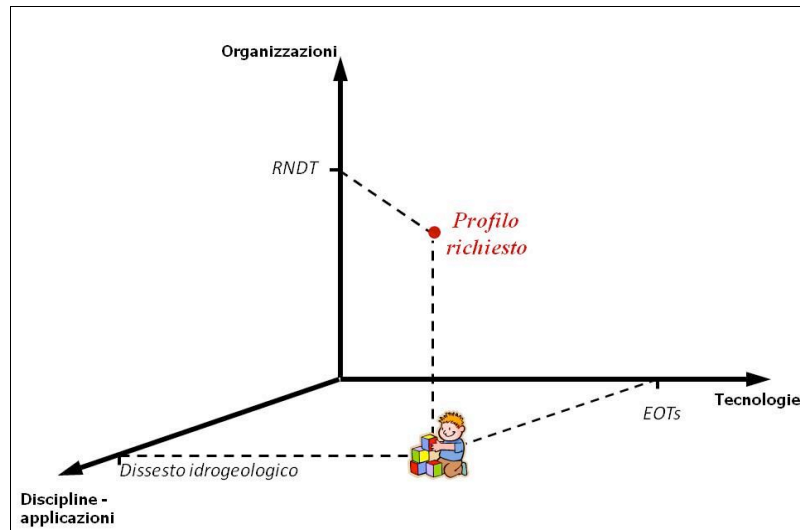 Organizzazioni
RNDT
Profilo
richiesto
Tecnologie
EOTs
Dissesto idrogeologico
Discipline -
applicazioni